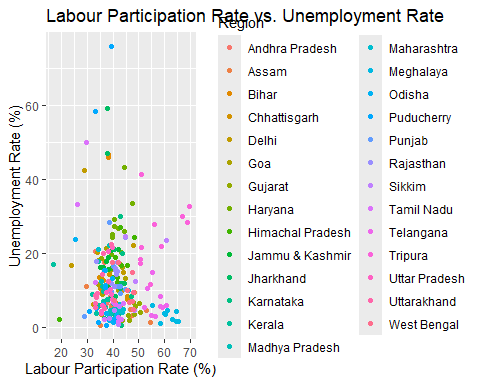 Labour Participation Rate vs. Unemployment Rate
Region
Andhra Pradesh
Assam
Bihar
Chhattisgarh
Delhi
Goa
Gujarat
Haryana
Himachal Pradesh
Jammu & Kashmir
Jharkhand
Karnataka
Kerala
Madhya Pradesh
Maharashtra
Meghalaya
Odisha
Puducherry
Punjab
Rajasthan
Sikkim
Tamil Nadu
Telangana
Tripura
Uttar Pradesh
Uttarakhand
West Bengal
Unemployment Rate (%)
60
40
20
0
20 30 40 50 60 70
Labour Participation Rate (%)